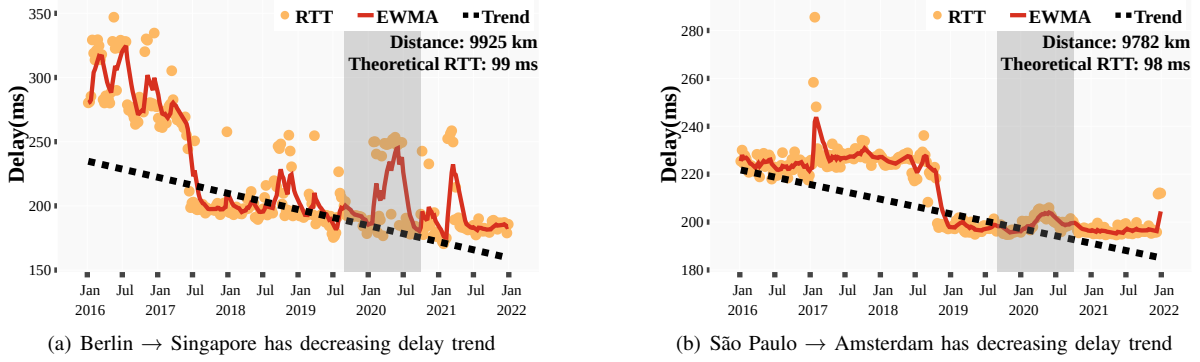 RTT EWMA Trend
Distance: 9925 km
Theoretical RTT: 99 ms
Delay(ms)
350
300
250
200
150
Jan Jul Jan Jul Jan Jul Jan Jul Jan Jul Jan Jul Jan
2016 2017 2018 2019 2020 2021 2022
(a) Berlin → Singapore has decreasing delay trend
RTT EWMA Trend
Distance: 9782 km
Theoretical RTT: 98 ms
Delay(ms)
280
260
240
220
200
180
Jan Jul Jan Jul Jan Jul Jan Jul Jan Jul Jan Jul Jan
2016 2017 2018 2019 2020 2021 2022
(b) São Paulo → Amsterdam has decreasing delay trend